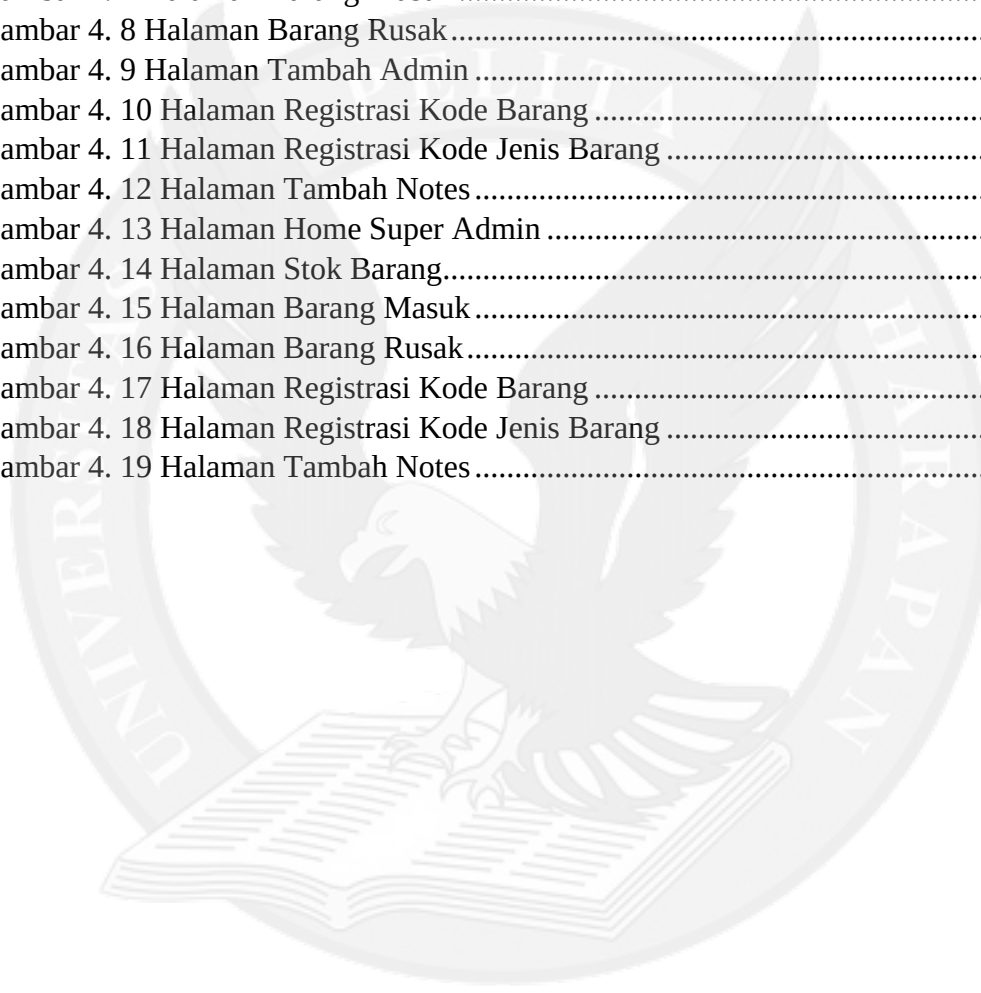 ambar 4. 8 Halaman Barang Rusak........................................................................
ambar 4. 9 Halaman Tambah Admin.....................................................................
ambar 4. 10 Halaman Registrasi Kode Barang......................................................
ambar 4. 11 Halaman Registrasi Kode Jenis Barang.............................................
ambar 4. 12 Halaman Tambah Notes.....................................................................
ambar 4. 13 Halaman Home Super Admin............................................................
ambar 4. 14 Halaman Stok Barang.........................................................................
ambar 4. 15 Halaman Barang Masuk.....................................................................
ambar 4. 16 Halaman Barang Rusak......................................................................
ambar 4. 17 Halaman Registrasi Kode Barang......................................................
ambar 4. 18 Halaman Registrasi Kode Jenis Barang.............................................
ambar 4. 19 Halaman Tambah Notes.....................................................................
UNIVERSITAS PELITA HARAPAN